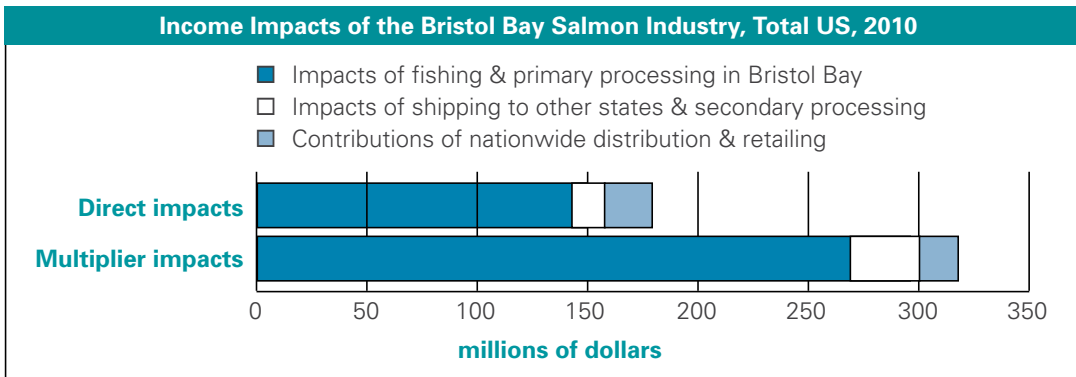 Income Impacts of the Bristol Bay Salmon Industry, Total US, 2010
Impacts of fishing & primary processing in Bristol Bay
Impacts of shipping to other states & secondary processing
Contributions of nationwide distribution & retailing
Direct impacts
Multiplier impacts
0 50 100 150 200 250 300 350
millions of dollars